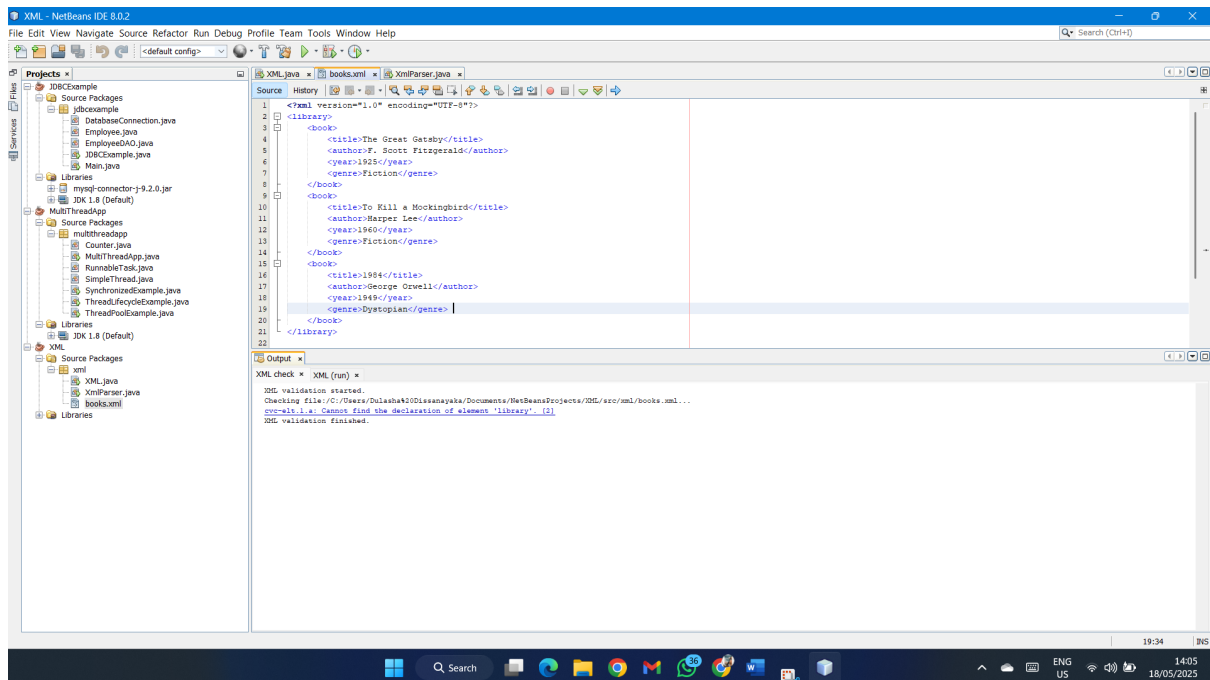 XML - NetBeans IDE 8.0.2
File Edit View Navigate Source Refactor Run Debug Profile Team Tools Window Help
Search (Ctrl+I)
<default config>
Projects
XML.java books.xml XmlParser.java
Files
Services
JDBCExample
Source Packages
jdbcexample
DatabaseConnection.java
Employee.java
EmployeeDAO.java
JDBCExample.java
Main.java
Libraries
mysql-connector-j-9.2.0.jar
JDK 1.8 (Default)
MultiThreadApp
Source Packages
multithreadapp
Counter.java
MultiThreadApp.java
RunnableTask.java
SimpleThread.java
SynchronizedExample.java
ThreadLifecycleExample.java
ThreadPoolExample.java
Libraries
JDK 1.8 (Default)
XML
Source Packages
xml
XML.java
XmlParser.java
books.xml
Libraries
Source History
1 <?xml version="1.0" encoding="UTF-8"?>
2 <library>
3 <book>
4 <title>The Great Gatsby</title>
5 <author>F. Scott Fitzgerald</author>
6 <year>1925</year>
7 <genre>Fiction</genre>
8 </book>
9 <book>
10 <title>To Kill a Mockingbird</title>
11 <author>Harper Lee</author>
12 <year>1960</year>
13 <genre>Fiction</genre>
14 </book>
15 <book>
16 <title>1984</title>
17 <author>George Orwell</author>
18 <year>1949</year>
19 <genre>Dystopian</genre>
20 </book>
21 </library>
22
Output
XML check XML (run)
XML validation started.
Checking file:/C:/Users/Dulasha%20Dissanayaka/Documents/NetBeansProjects/XML/src/xml/books.xml...
cvc-elt.1.a: Cannot find the declaration of element 'library'. [2]
XML validation finished.
19:34 INS
Search
36
ENG
US
14:05
18/05/2025